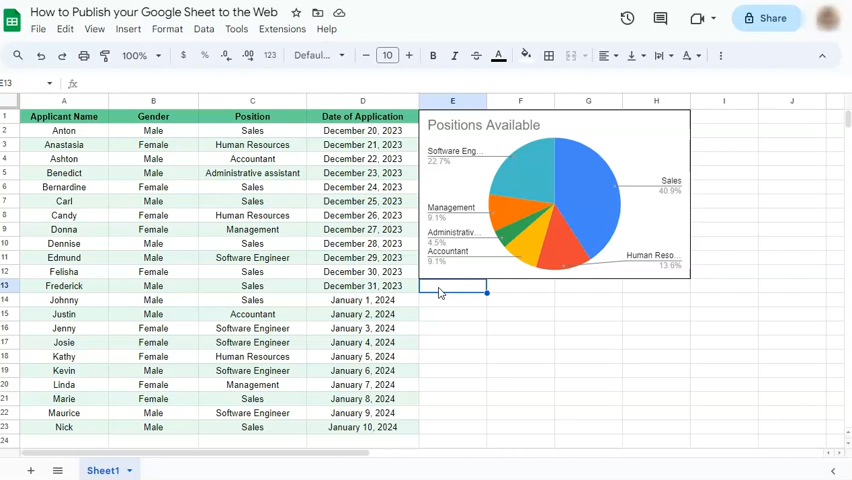 How to Publish your Google Sheet to the Web
File Edit View Insert Format Data Tools Extensions Help
Share
100% $ % .0 .00 123 Defaul... 10 B I S A A
E13 fx
A B C D E F G H I J
1 Applicant Name Gender Position Date of Application
2 Anton Male Sales December 20, 2023
3 Anastasia Female Human Resources December 21, 2023
4 Ashton Male Accountant December 22, 2023
5 Benedict Male Administrative assistant December 23, 2023
6 Bernardine Female Sales December 24, 2023
7 Carl Male Sales December 25, 2023
8 Candy Female Human Resources December 26, 2023
9 Donna Female Management December 27, 2023
10 Dennise Male Sales December 28, 2023
11 Edmund Male Software Engineer December 29, 2023
12 Felisha Female Sales December 30, 2023
13 Frederick Male Sales December 31, 2023
14 Johnny Male Sales January 1, 2024
15 Justin Male Accountant January 2, 2024
16 Jenny Female Software Engineer January 3, 2024
17 Josie Female Software Engineer January 4, 2024
18 Kathy Female Human Resources January 5, 2024
19 Kevin Male Software Engineer January 6, 2024
20 Linda Female Management January 7, 2024
21 Marie Female Sales January 8, 2024
22 Maurice Male Software Engineer January 9, 2024
23 Nick Male Sales January 10, 2024
24
Positions Available
Software Eng...
22.7%
Sales
40.9%
Management
9.1%
Administrativ...
4.5%
Accountant
9.1%
Human Reso...
13.6%
Sheet1